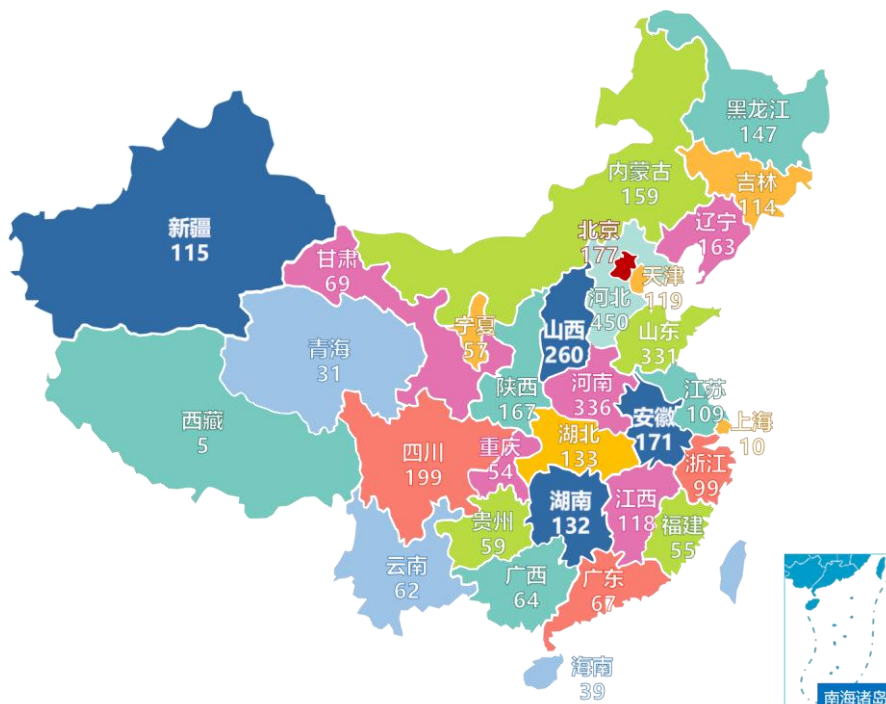 黑龙江
147
内蒙古
159
吉林
114
辽宁
163
北京
177
新疆
115
甘肃
69
天津
119
河北
450
宁夏
57
山西
260
山东
331
青海
31
陕西
167
河南
336
江苏
109
西藏
5
安徽
171
上海
10
四川
199
重庆
54
湖北
133
浙江
99
湖南
132
江西
118
贵州
59
福建
55
云南
62
广西
64
广东
67
海南
39
南海诸岛